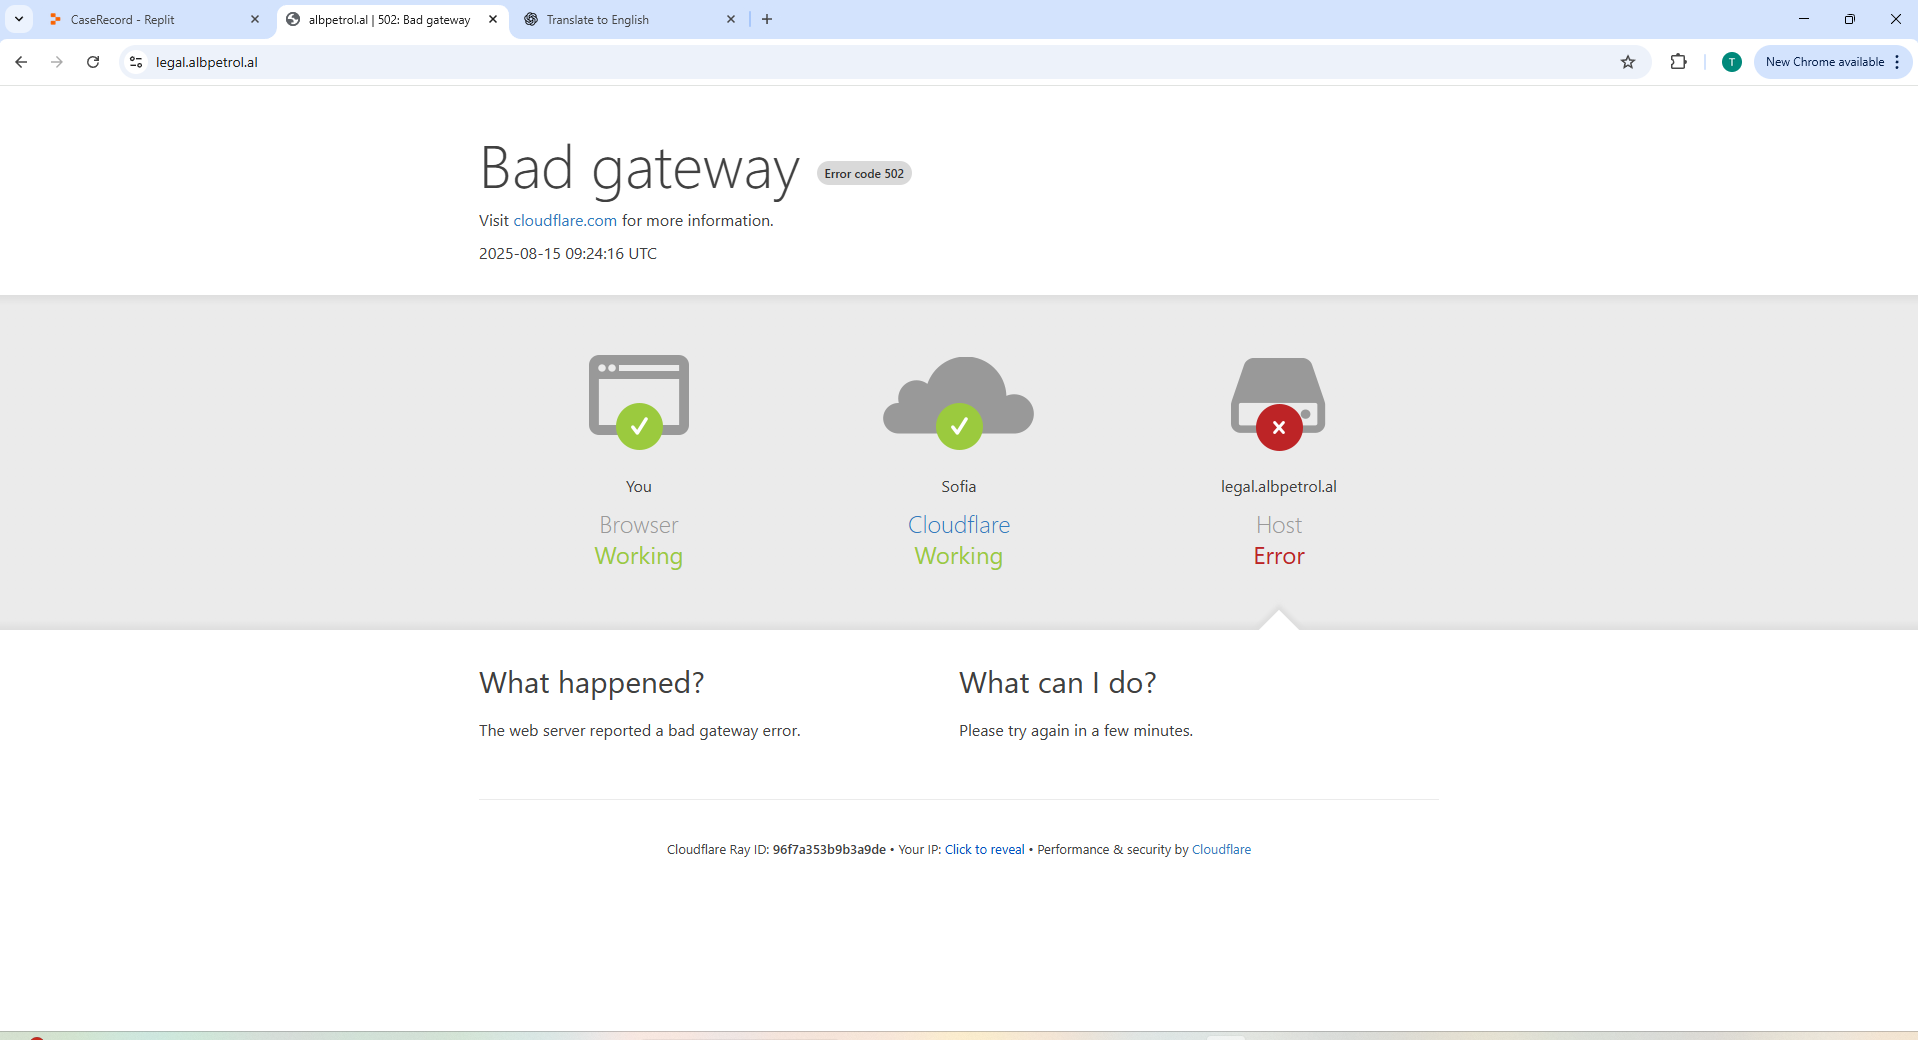 CaseRecord - Replit
albpetrol.al | 502: Bad gateway
Translate to English
legal.albpetrol.al
T
New Chrome available
Bad gateway
Error code 502
Visit cloudflare.com for more information.
2025-08-15 09:24:16 UTC
You
Browser
Working
Sofia
Cloudflare
Working
legal.albpetrol.al
Host
Error
What happened?
The web server reported a bad gateway error.
What can I do?
Please try again in a few minutes.
Cloudflare Ray ID: 96f7a353b9b3a9de • Your IP: Click to reveal • Performance & security by Cloudflare